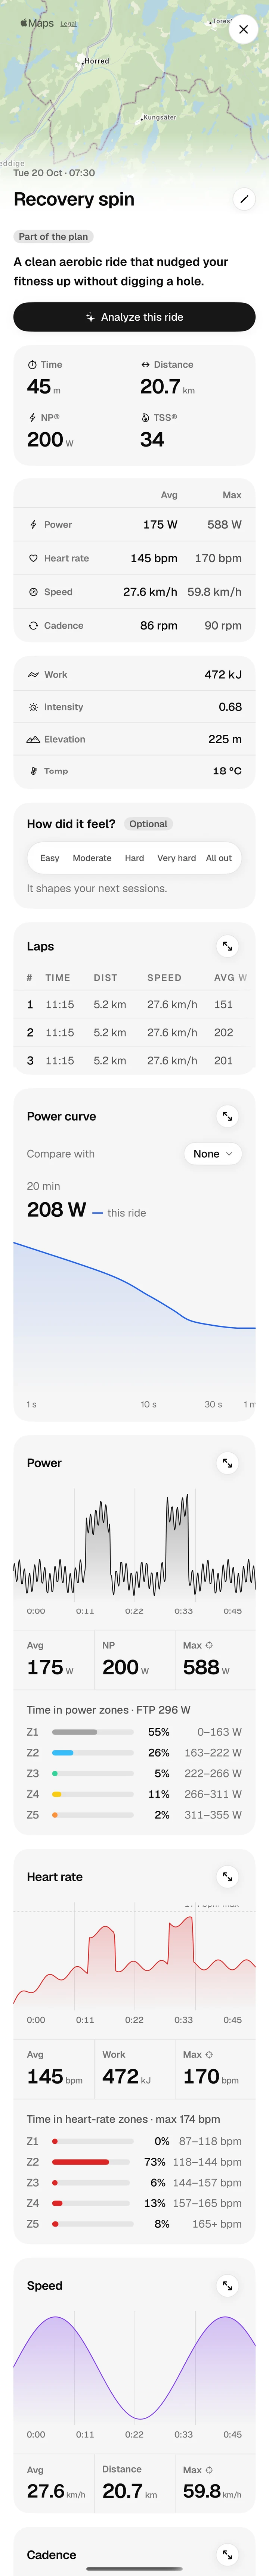 Maps Legal
Horred
Kungsäter
Tue 20 Oct · 07:30
Recovery spin
Part of the plan
A clean aerobic ride that nudged your
fitness up without digging a hole.
Analyze this ride
Time Distance
45 m 20.7 km
NP® TSS®
200 W 34
Avg Max
Power 175 W 588 W
Heart rate 145 bpm 170 bpm
Speed 27.6 km/h 59.8 km/h
Cadence 86 rpm 90 rpm
Work 472 kJ
Intensity 0.68
Elevation 225 m
Temp 18 °C
How did it feel? Optional
Easy Moderate Hard Very hard All out
It shapes your next sessions.
Laps
# TIME DIST SPEED AVG W
1 11:15 5.2 km 27.6 km/h 151
2 11:15 5.2 km 27.6 km/h 202
3 11:15 5.2 km 27.6 km/h 201
Power curve
Compare with None
20 min
208 W this ride
1 s 10 s 30 s 1 m
Power
0:00 0:11 0:22 0:33 0:45
Avg NP Max
175 W 200 W 588 W
Time in power zones · FTP 296 W
Z1 55% 0–163 W
Z2 26% 163–222 W
Z3 5% 222–266 W
Z4 11% 266–311 W
Z5 2% 311–355 W
Heart rate
0:00 0:11 0:22 0:33 0:45
Avg Work Max
145 bpm 472 kJ 170 bpm
Time in heart-rate zones · max 174 bpm
Z1 0% 87–118 bpm
Z2 73% 118–144 bpm
Z3 6% 144–157 bpm
Z4 13% 157–165 bpm
Z5 8% 165+ bpm
Speed
0:00 0:11 0:22 0:33 0:45
Avg Distance Max
27.6 km/h 20.7 km 59.8 km/h
Cadence